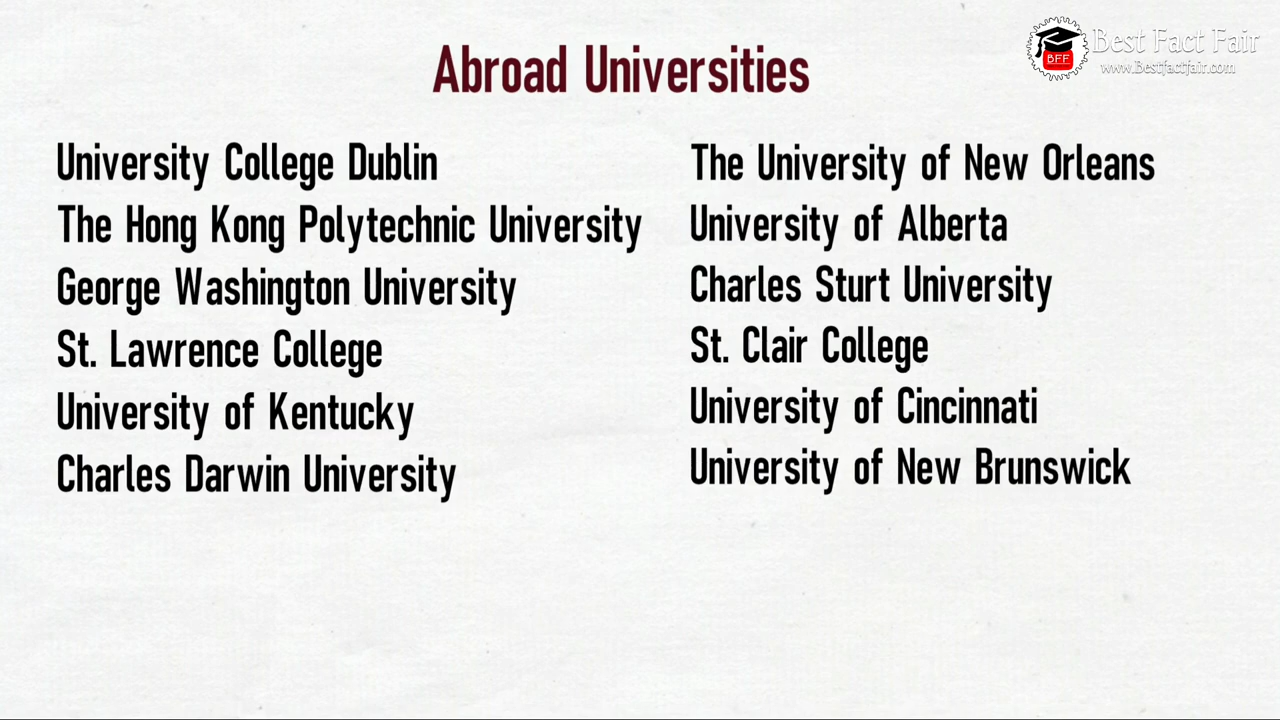 Abroad Universities
BFF
Best Fact Fair
www.Bestfactfair.com
University College Dublin
The Hong Kong Polytechnic University
George Washington University
St. Lawrence College
University of Kentucky
Charles Darwin University
The University of New Orleans
University of Alberta
Charles Sturt University
St. Clair College
University of Cincinnati
University of New Brunswick